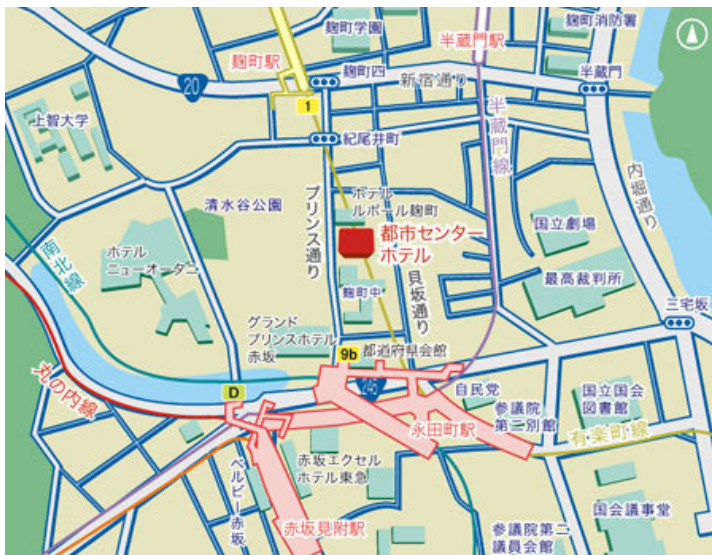 麹町学園
半蔵門駅
麹町消防署
麹町駅
麹町四
新宿通り
半蔵門
20
1
上智大学
紀尾井町
半蔵門線
内堀通り
清水谷公園
プリンス通り
ホテル
ルポール麹町
南北線
都市センター
ホテル
国立劇場
ホテル
ニューオータニ
麹町中
貝坂通り
最高裁判所
三宅坂
グランド
プリンスホテル
赤坂
9b
都道府県会館
丸の内線
D
246
自民党
国立国会
図書館
参議院
第二別館
永田町駅
有楽町線
ベルビー赤坂
赤坂エクセル
ホテル東急
赤坂見附駅
国会議事堂
参議院第二
議員会館